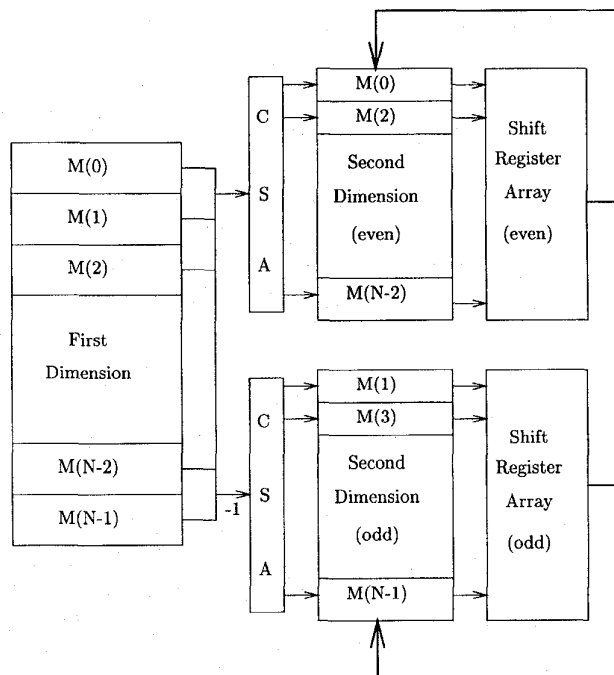 M(0)
M(1)
M(2)
First
Dimension
M(N-2)
M(N-1)
-1
C
S
A
M(0)
M(2)
Second
Dimension
(even)
M(N-2)
Shift
Register
Array
(even)
C
S
A
M(1)
M(3)
Second
Dimension
(odd)
M(N-1)
Shift
Register
Array
(odd)